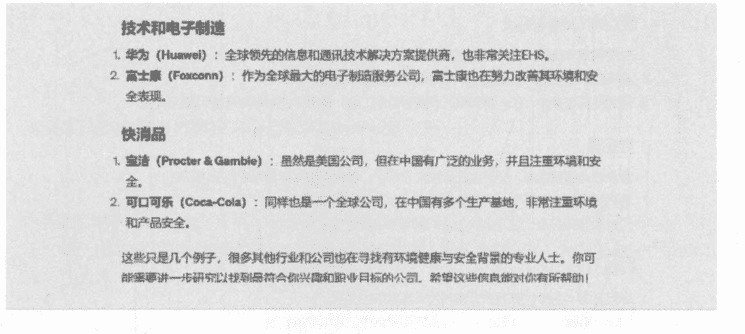 技术和电子制造
1. 华为（Huawei）：全球领先的信息和通讯技术解决方案提供商，也非常关注EHS。
2. 富士康（Foxconn）：作为全球最大的电子制造服务公司，富士康也在努力改善其环境和安
全表现。
快消品
1. 宝洁（Procter & Gamble）：虽然是美国公司，但在中国有广泛的业务，并且注重环境和安
全。
2. 可口可乐（Coca-Cola）：同样也是一个全球公司，在中国有多个生产基地，非常注重环境
和产品安全。
这些只是几个例子，很多其他行业和公司也在寻找有环境健康与安全背景的专业人士。你可
能需要进一步研究以找到最符合你兴趣和职业目标的公司。希望这些信息能对你有所帮助！